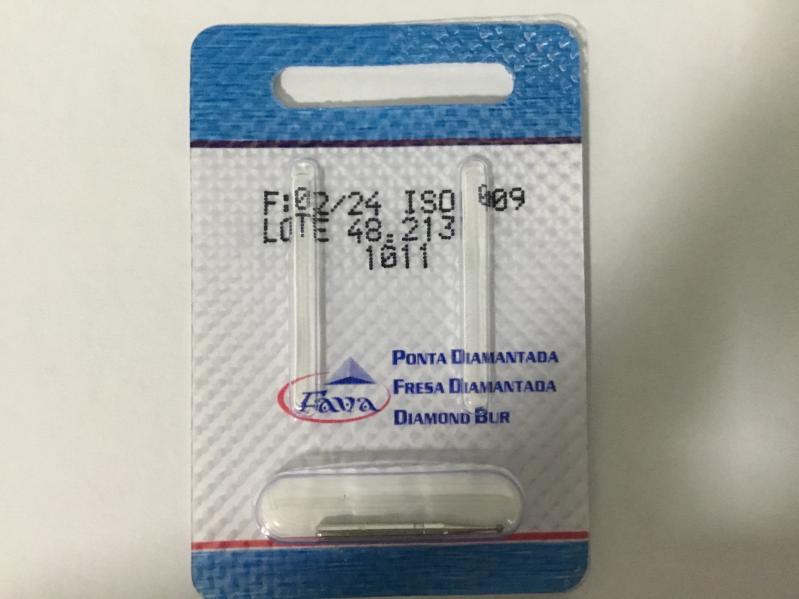 F:02/24 ISO 009
LOTE 48.213
1011
Fava
PONTA DIAMANTADA
FRESA DIAMANTADA
DIAMOND BUR